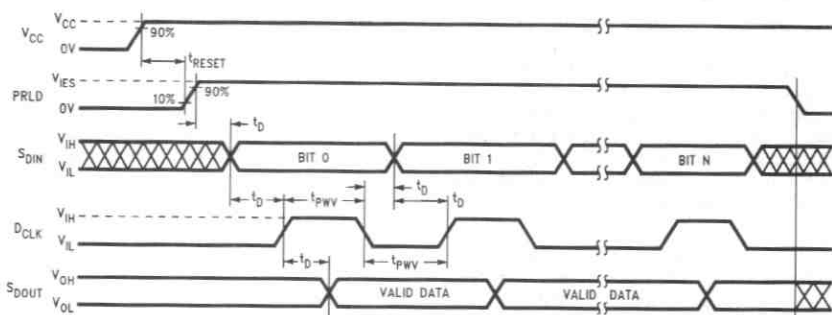 VCC
VCC
0V
90%
tRESET
PRLD
VIES
0V
10%
90%
tD
SDIN
VIH
VIL
BIT 0
BIT 1
BIT N
tD
tPWV
tD
tD
DCLK
VIH
VIL
tD
tPWV
SDOUT
VOH
VOL
VALID DATA
VALID DATA